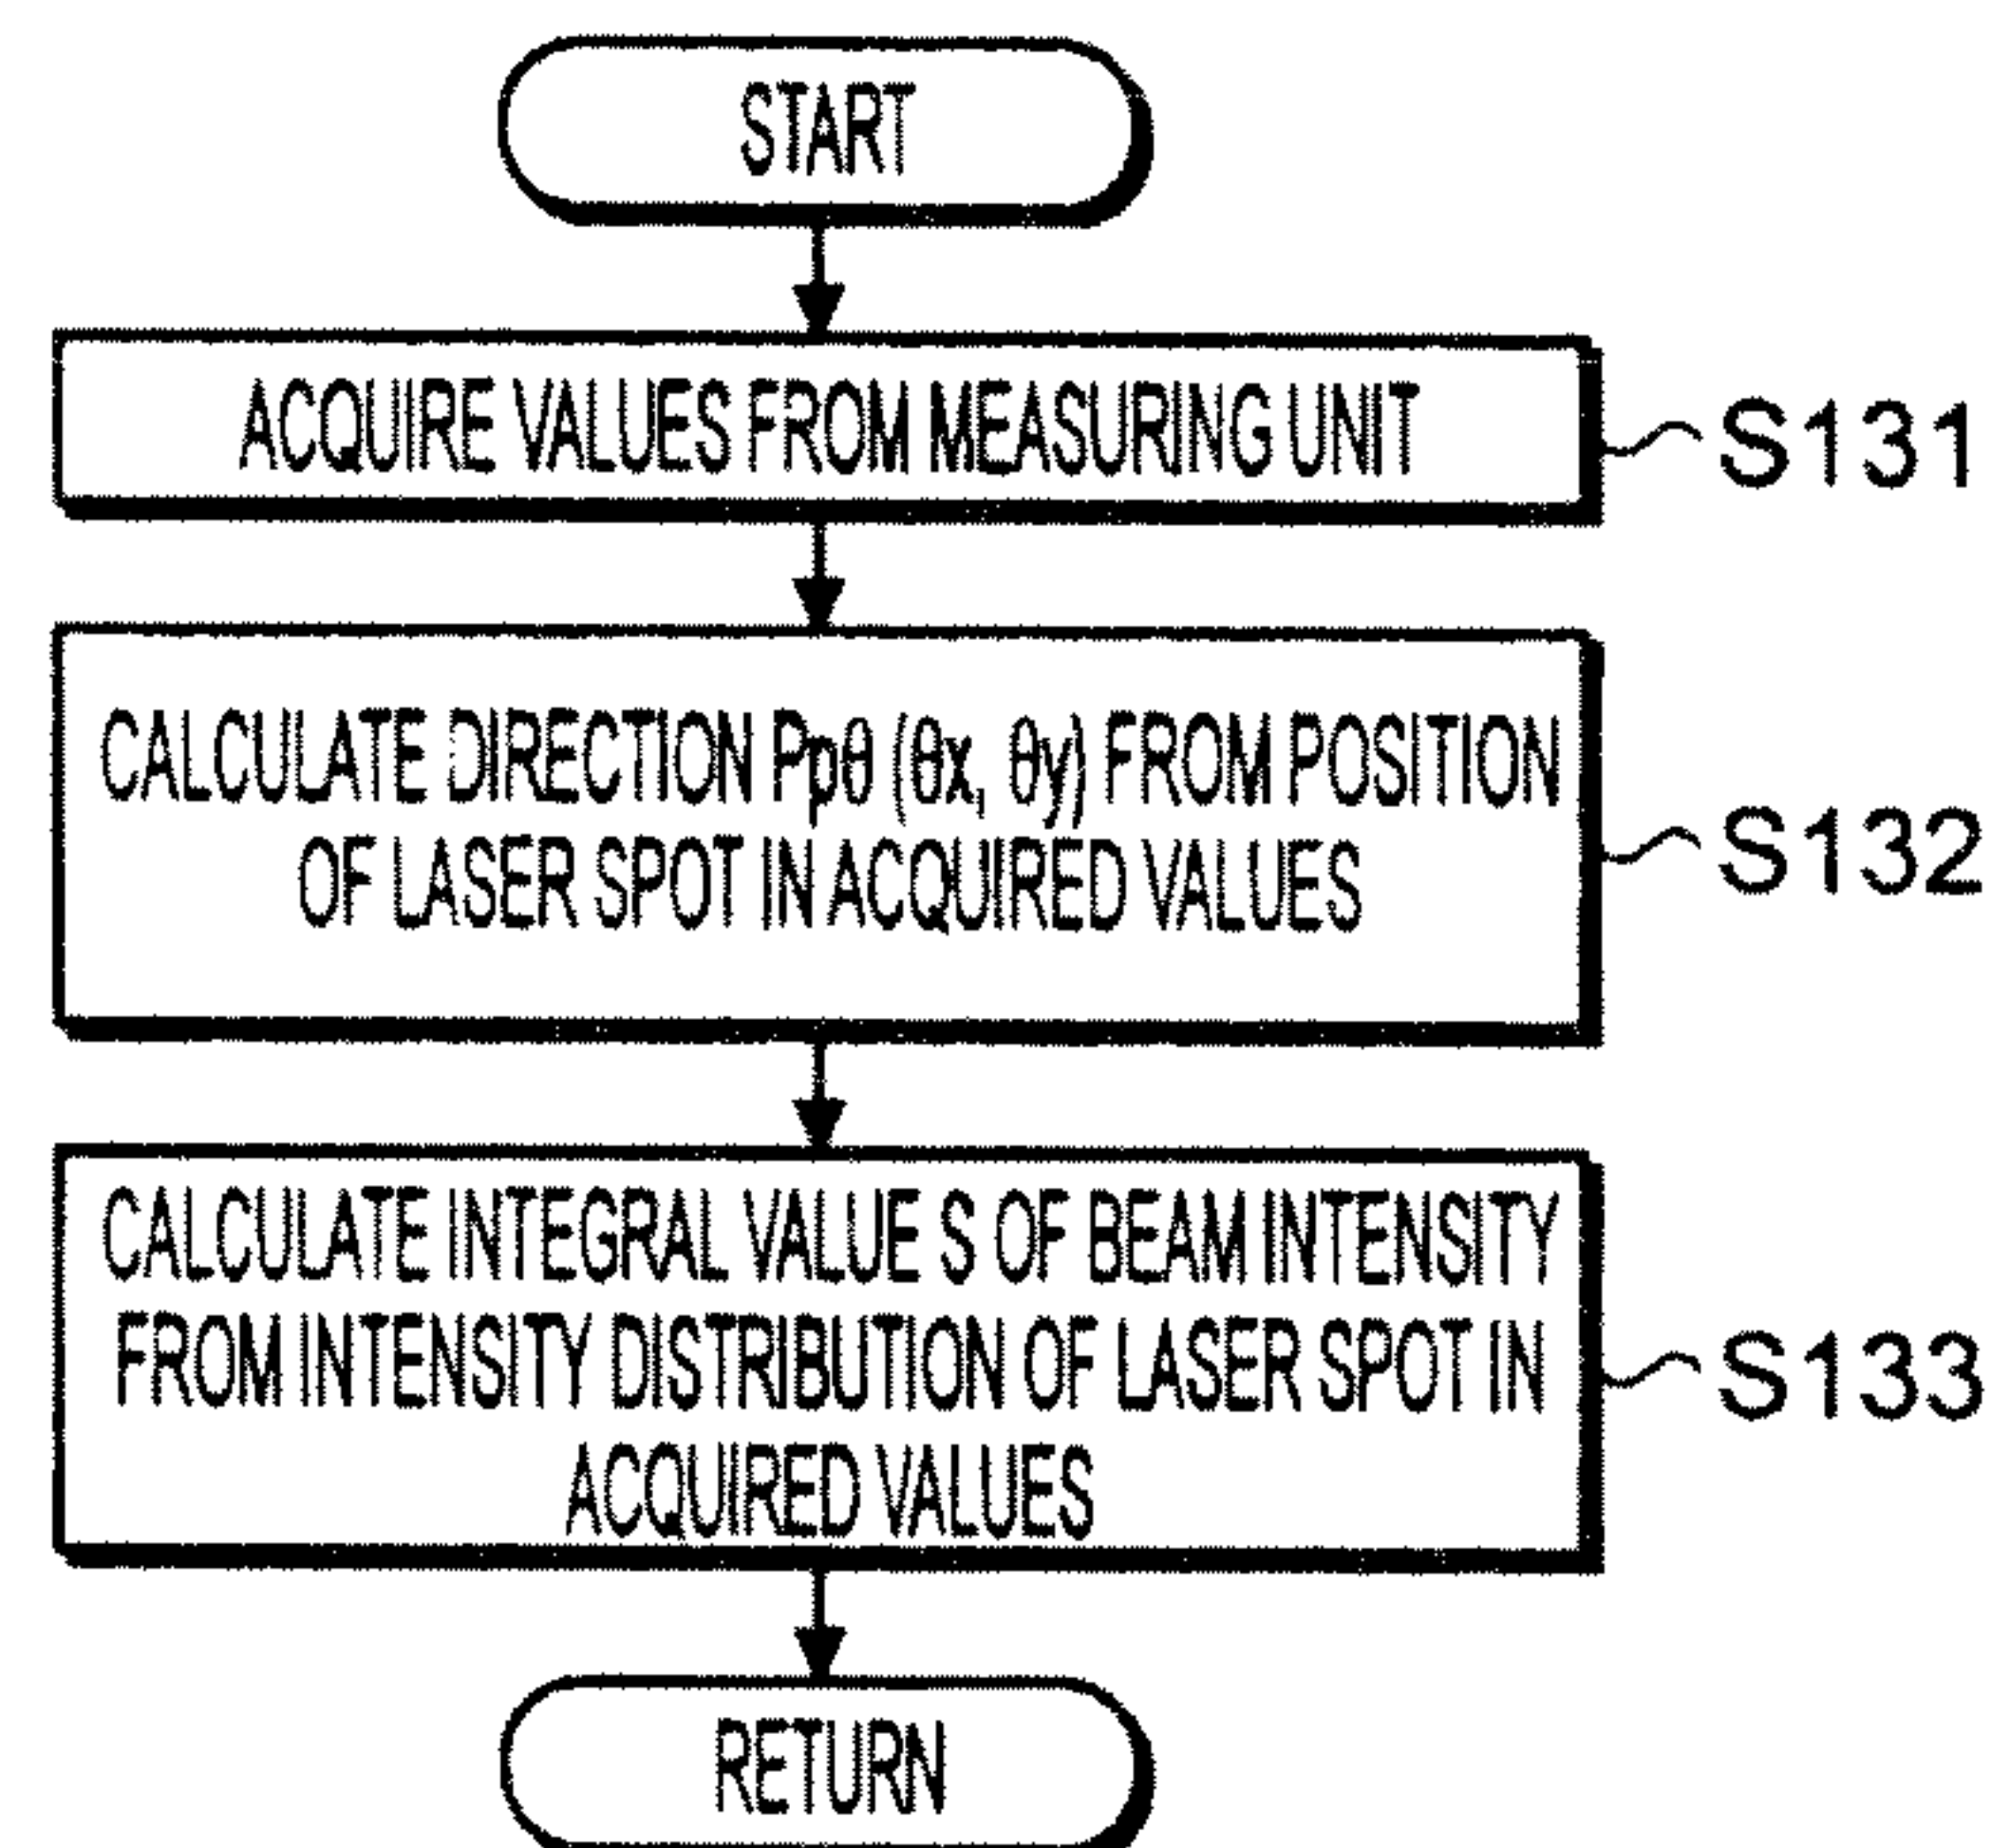 START
ACQUIRE VALUES FROM MEASURING UNIT
S131
CALCULATE DIRECTION Ppθ (θx, θy) FROM POSITION
OF LASER SPOT IN ACQUIRED VALUES
S132
CALCULATE INTEGRAL VALUE S OF BEAM INTENSITY
FROM INTENSITY DISTRIBUTION OF LASER SPOT IN
ACQUIRED VALUES
S133
RETURN